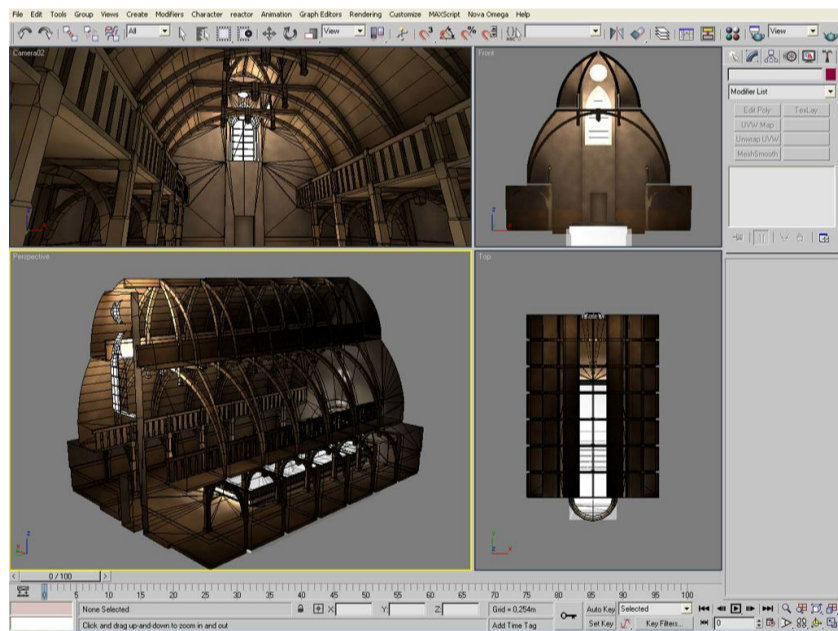 File Edit Tools Group Views Create Modifiers Character reactor Animation Graph Editors Rendering Customize MAXScript Nova Omega Help
All View View
Camera02
Front
Modifier List
Edit Poly TexLay
UVW Map
Unwrap UVW
MeshSmooth
Perspective
Top
0 / 100
0 5 10 15 20 25 30 35 40 45 50 55 60 65 70 75 80 85 90 95 100
None Selected X: Y: Z: Grid = 0,254m Auto Key Selected
Click and drag up-and-down to zoom in and out Add Time Tag Set Key Key Filters... 0